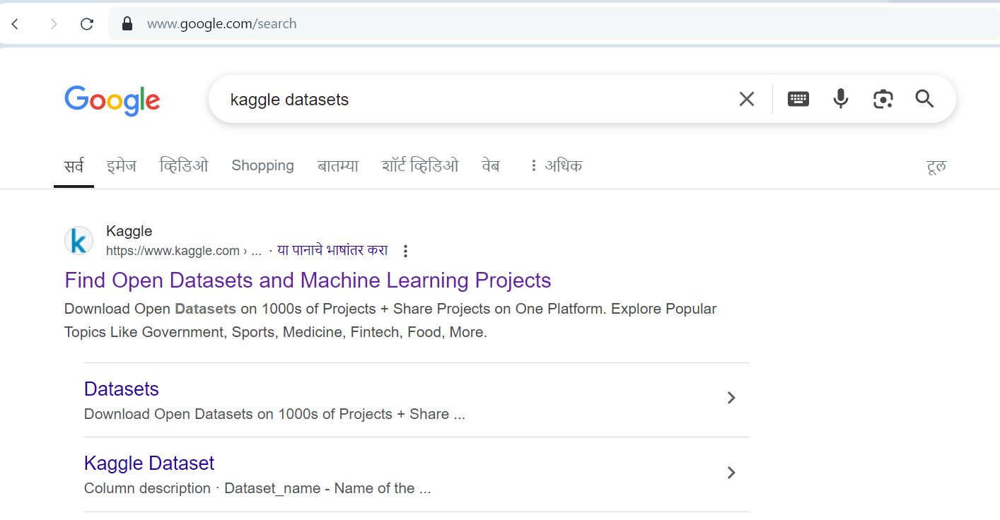 www.google.com/search
Google
kaggle datasets
सर्व इमेज व्हिडिओ Shopping बातम्या शॉर्ट व्हिडिओ वेब अधिक टूल
k
Kaggle
https://www.kaggle.com › ... · या पानाचे भाषांतर करा
Find Open Datasets and Machine Learning Projects
Download Open Datasets on 1000s of Projects + Share Projects on One Platform. Explore Popular
Topics Like Government, Sports, Medicine, Fintech, Food, More.
Datasets
Download Open Datasets on 1000s of Projects + Share ...
Kaggle Dataset
Column description · Dataset_name - Name of the ...